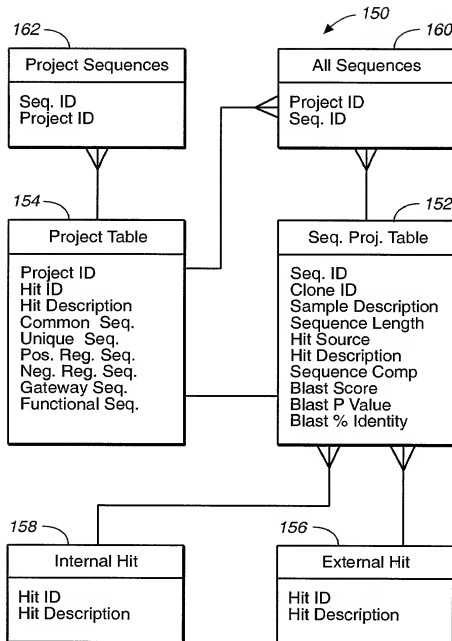 150
162
Project Sequences
Seq. ID
Project ID
160
All Sequences
Project ID
Seq. ID
154
Project Table
Project ID
Hit ID
Hit Description
Common Seq.
Unique Seq.
Pos. Reg. Seq.
Neg. Reg. Seq.
Gateway Seq.
Functional Seq.
152
Seq. Proj. Table
Seq. ID
Clone ID
Sample Description
Sequence Length
Hit Source
Hit Description
Sequence Comp
Blast Score
Blast P Value
Blast % Identity
158
Internal Hit
Hit ID
Hit Description
156
External Hit
Hit ID
Hit Description